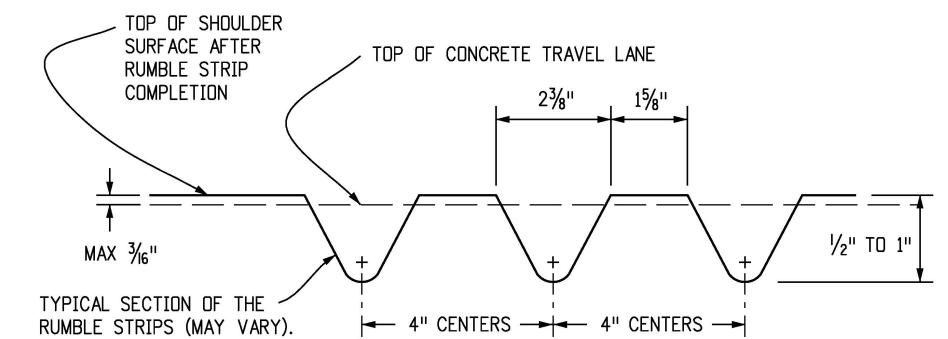 TOP OF SHOULDER
SURFACE AFTER
RUMBLE STRIP
COMPLETION
TOP OF CONCRETE TRAVEL LANE
2⅜"
1⅝"
MAX 3/16"
½" TO 1"
TYPICAL SECTION OF THE
RUMBLE STRIPS (MAY VARY).
4" CENTERS
4" CENTERS